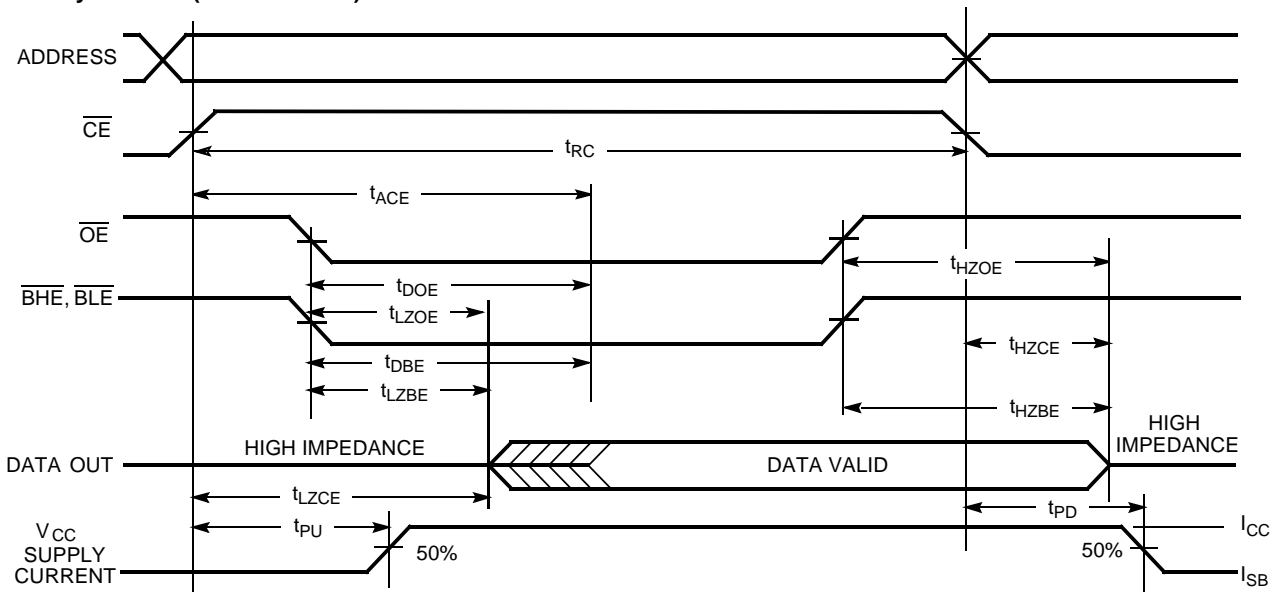 ADDRESS
CE
tRC
tACE
OE
tHZOE
tDOE
BHE, BLE
tLZOE
tHZCE
tDBE
tLZBE
tHZBE
HIGH IMPEDANCE
HIGH
IMPEDANCE
DATA OUT
DATA VALID
tLZCE
tPU
tPD
VCC
SUPPLY
CURRENT
50%
50%
ICC
ISB